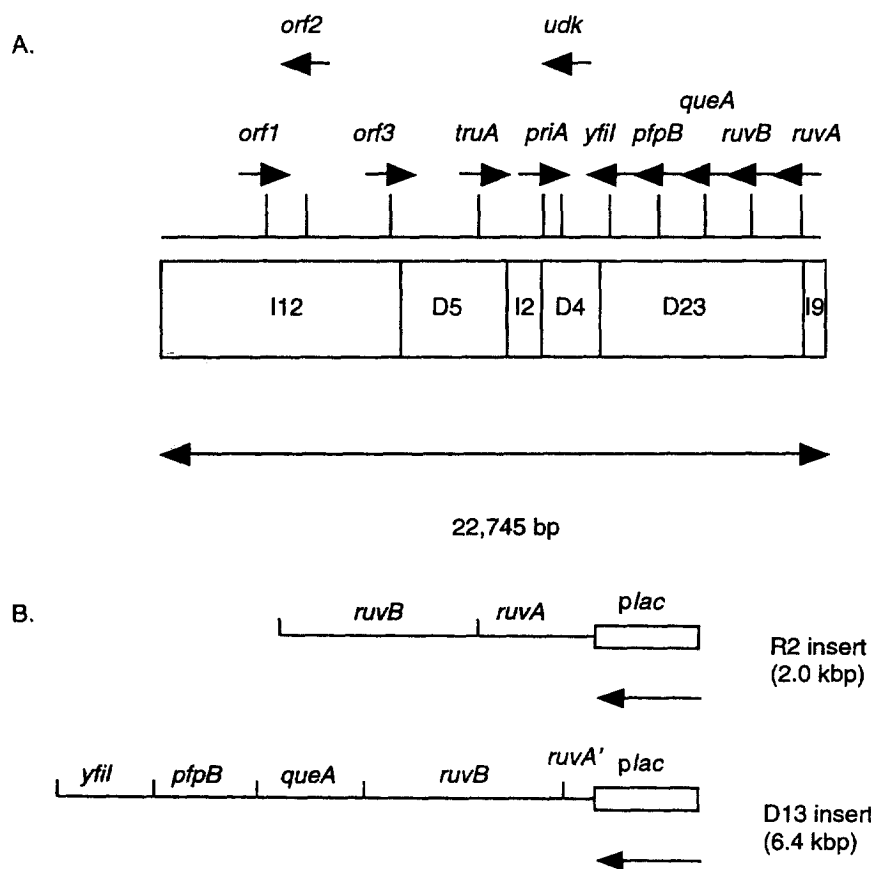 A.
orf2
udk
queA
orf1
orf3
truA
priA
yfiI
pfpB
ruvB
ruvA
I12
D5
I2
D4
D23
I9
22,745 bp
B.
ruvB
ruvA
plac
R2 insert
(2.0 kbp)
yfiI
pfpB
queA
ruvB
ruvA'
plac
D13 insert
(6.4 kbp)